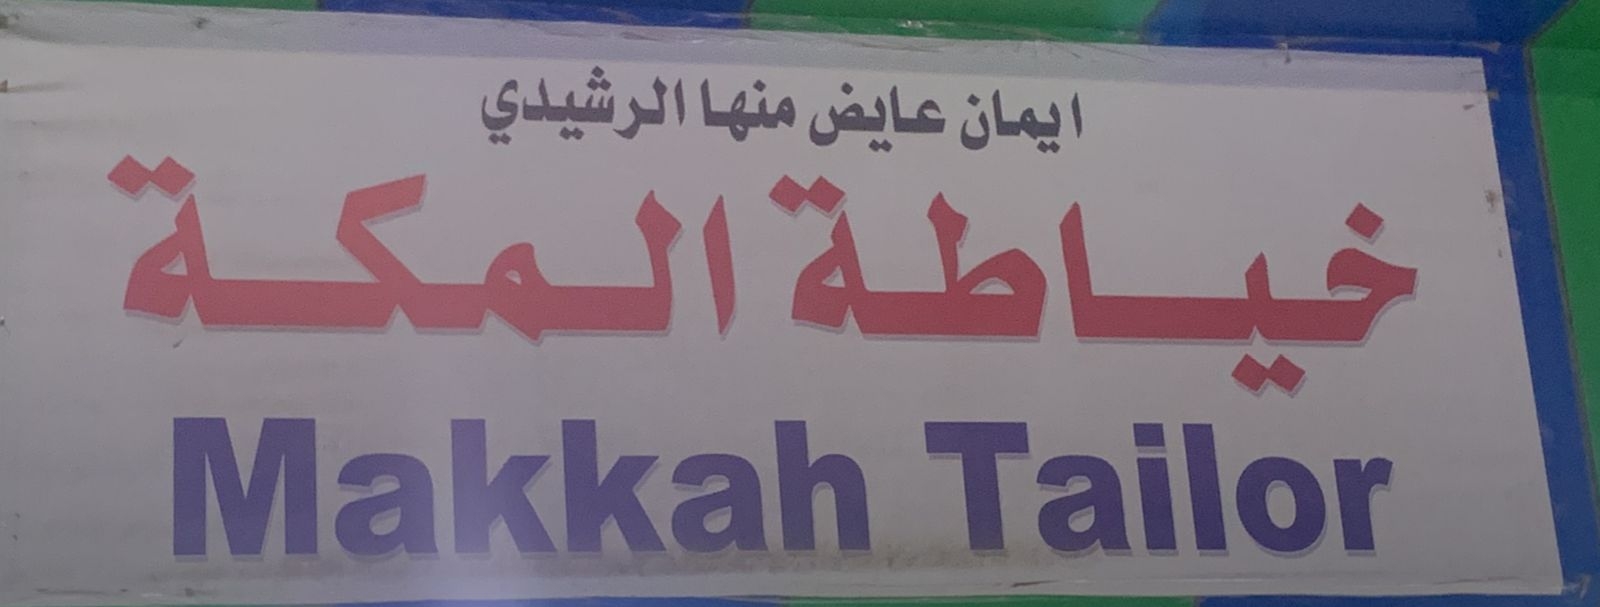 ايمان عايض منها الرشيدي
خياطة المكة
Makkah Tailor